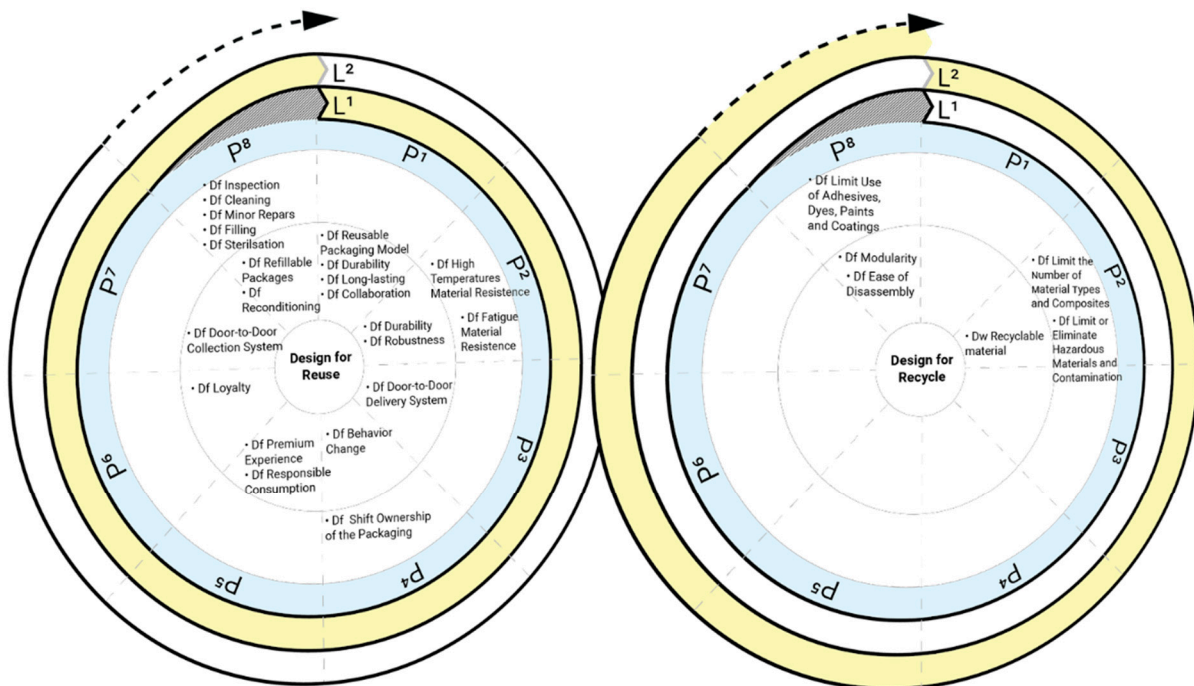 L²
L¹
P⁸
P¹
P²
P³
P⁴
P⁵
P⁶
P⁷
• Df Inspection
• Df Cleaning
• Df Minor Repars
• Df Filling
• Df Sterilsation
• Df Refillable
Packages
• Df
Reconditioning
• Df Reusable
Packaging Model
• Df Durability
• Df Long-lasting
• Df Collaboration
• Df High
Temperatures
Material Resistence
• Df Fatigue
Material
Resistence
• Df Durability
• Df Robustness
• Df Door-to-Door
Collection System
Design for
Reuse
• Df Loyalty
• Df Door-to-Door
Delivery System
• Df Premium
Experience
• Df Responsible
Consumption
• Df Behavior
Change
• Df Shift Ownership
of the Packaging
L²
L¹
P⁸
P¹
P²
P³
P⁴
P⁵
P⁶
P⁷
• Df Limit Use
of Adhesives,
Dyes, Paints
and Coatings
• Df Modularity
• Df Ease of
Disassembly
• Df Limit the
Number of
Material Types
and Composites
• Df Limit or
Eliminate
Hazardous
Materials and
Contamination
• Dw Recyclable
material
Design for
Recycle